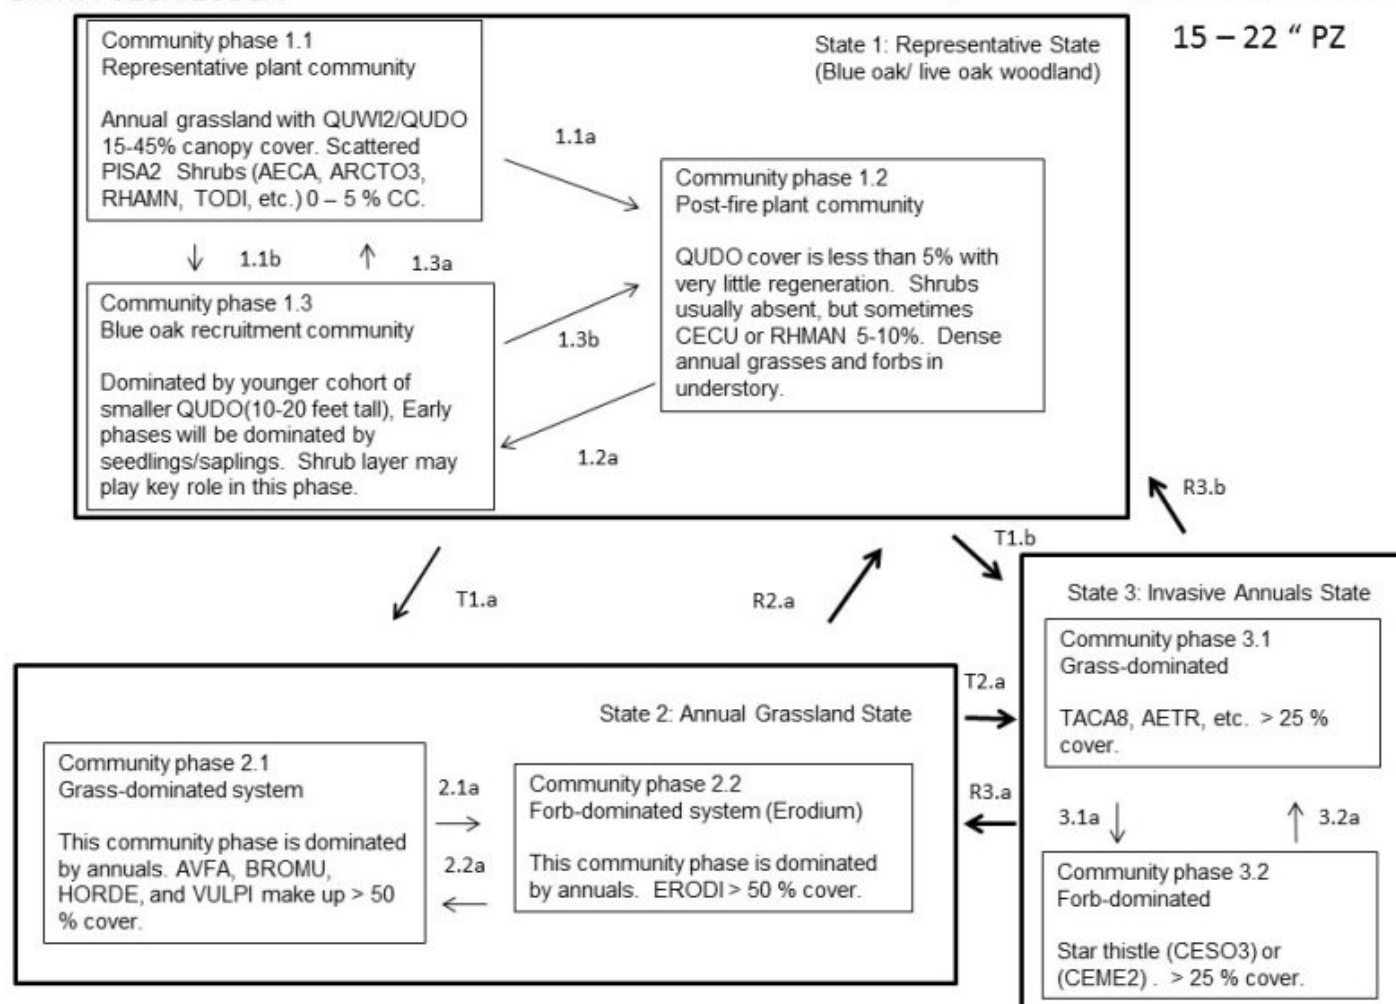 15 – 22 “ PZ
State 1: Representative State
(Blue oak/ live oak woodland)
Community phase 1.1
Representative plant community
Annual grassland with QUWI2/QUDO
15-45% canopy cover. Scattered
PISA2 Shrubs (AECA, ARCTO3,
RHAMN, TODI, etc.) 0 – 5 % CC.
1.1a
1.1b
1.3a
Community phase 1.2
Post-fire plant community
QUDO cover is less than 5% with
very little regeneration. Shrubs
usually absent, but sometimes
CECU or RHMAN 5-10%. Dense
annual grasses and forbs in
understory.
Community phase 1.3
Blue oak recruitment community
Dominated by younger cohort of
smaller QUDO(10-20 feet tall), Early
phases will be dominated by
seedlings/saplings. Shrub layer may
play key role in this phase.
1.3b
1.2a
R3.b
T1.b
T1.a
R2.a
State 2: Annual Grassland State
Community phase 2.1
Grass-dominated system
This community phase is dominated
by annuals. AVFA, BROMU,
HORDE, and VULPI make up > 50
% cover.
2.1a
2.2a
Community phase 2.2
Forb-dominated system (Erodium)
This community phase is dominated
by annuals. ERODI > 50 % cover.
T2.a
R3.a
State 3: Invasive Annuals State
Community phase 3.1
Grass-dominated
TACA8, AETR, etc. > 25 %
cover.
3.1a
3.2a
Community phase 3.2
Forb-dominated
Star thistle (CESO3) or
(CEME2) . > 25 % cover.